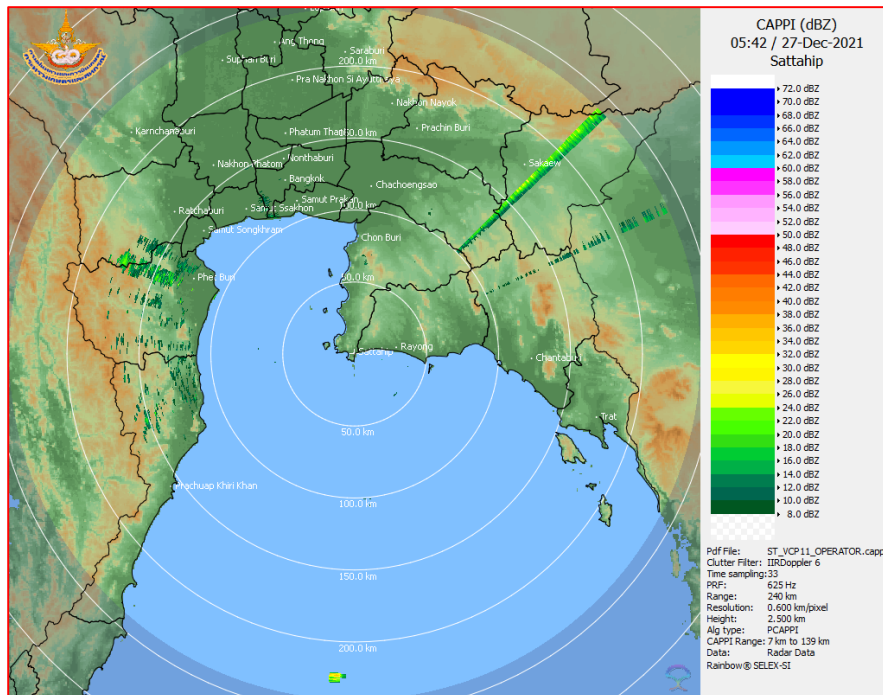 CAPPI (dBZ)
05:42 / 27-Dec-2021
Sattahip
72.0 dBZ
70.0 dBZ
68.0 dBZ
66.0 dBZ
64.0 dBZ
62.0 dBZ
60.0 dBZ
58.0 dBZ
56.0 dBZ
54.0 dBZ
52.0 dBZ
50.0 dBZ
48.0 dBZ
46.0 dBZ
44.0 dBZ
42.0 dBZ
40.0 dBZ
38.0 dBZ
36.0 dBZ
34.0 dBZ
32.0 dBZ
30.0 dBZ
28.0 dBZ
26.0 dBZ
24.0 dBZ
22.0 dBZ
20.0 dBZ
18.0 dBZ
16.0 dBZ
14.0 dBZ
12.0 dBZ
10.0 dBZ
8.0 dBZ
Pdf File: ST_VCP11_OPERATOR.capp
Clutter Filter: IIRDoppler 6
Time sampling:33
PRF: 625 Hz
Range: 240 km
Resolution: 0.600 km/pixel
Height: 2.500 km
Alg type: PCAPPI
CAPPI Range: 7 km to 139 km
Data: Radar Data
Rainbow® SELEX-SI
Ang Thong
Saraburi
Suphan Buri
200.0 km
Pra Nakhon Si Ayutthaya
Nakhon Nayok
Karnchanaburi
Phatum Thani
Prachin Buri
Nonthaburi
Nakhon Phatom
Sakaew
Bangkok
Chachoengsao
Samut Prakan
Ratchaburi
Samut Ssakhon
Samut Songkhram
Chon Buri
Phet Buri
50.0 km
Sattahip
Rayong
Chantaburi
Trat
50.0 km
Prachuap Khiri Khan
100.0 km
150.0 km
200.0 km